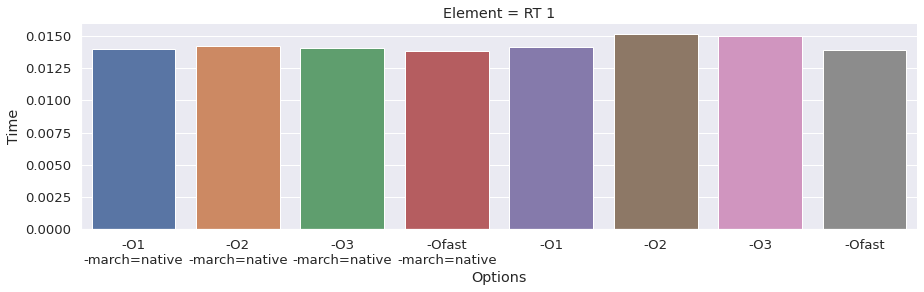 Element = RT 1
Time
0.0150
0.0125
0.0100
0.0075
0.0050
0.0025
0.0000
-O1
-march=native
-O2
-march=native
-O3
-march=native
-Ofast
-march=native
-O1
-O2
-O3
-Ofast
Options